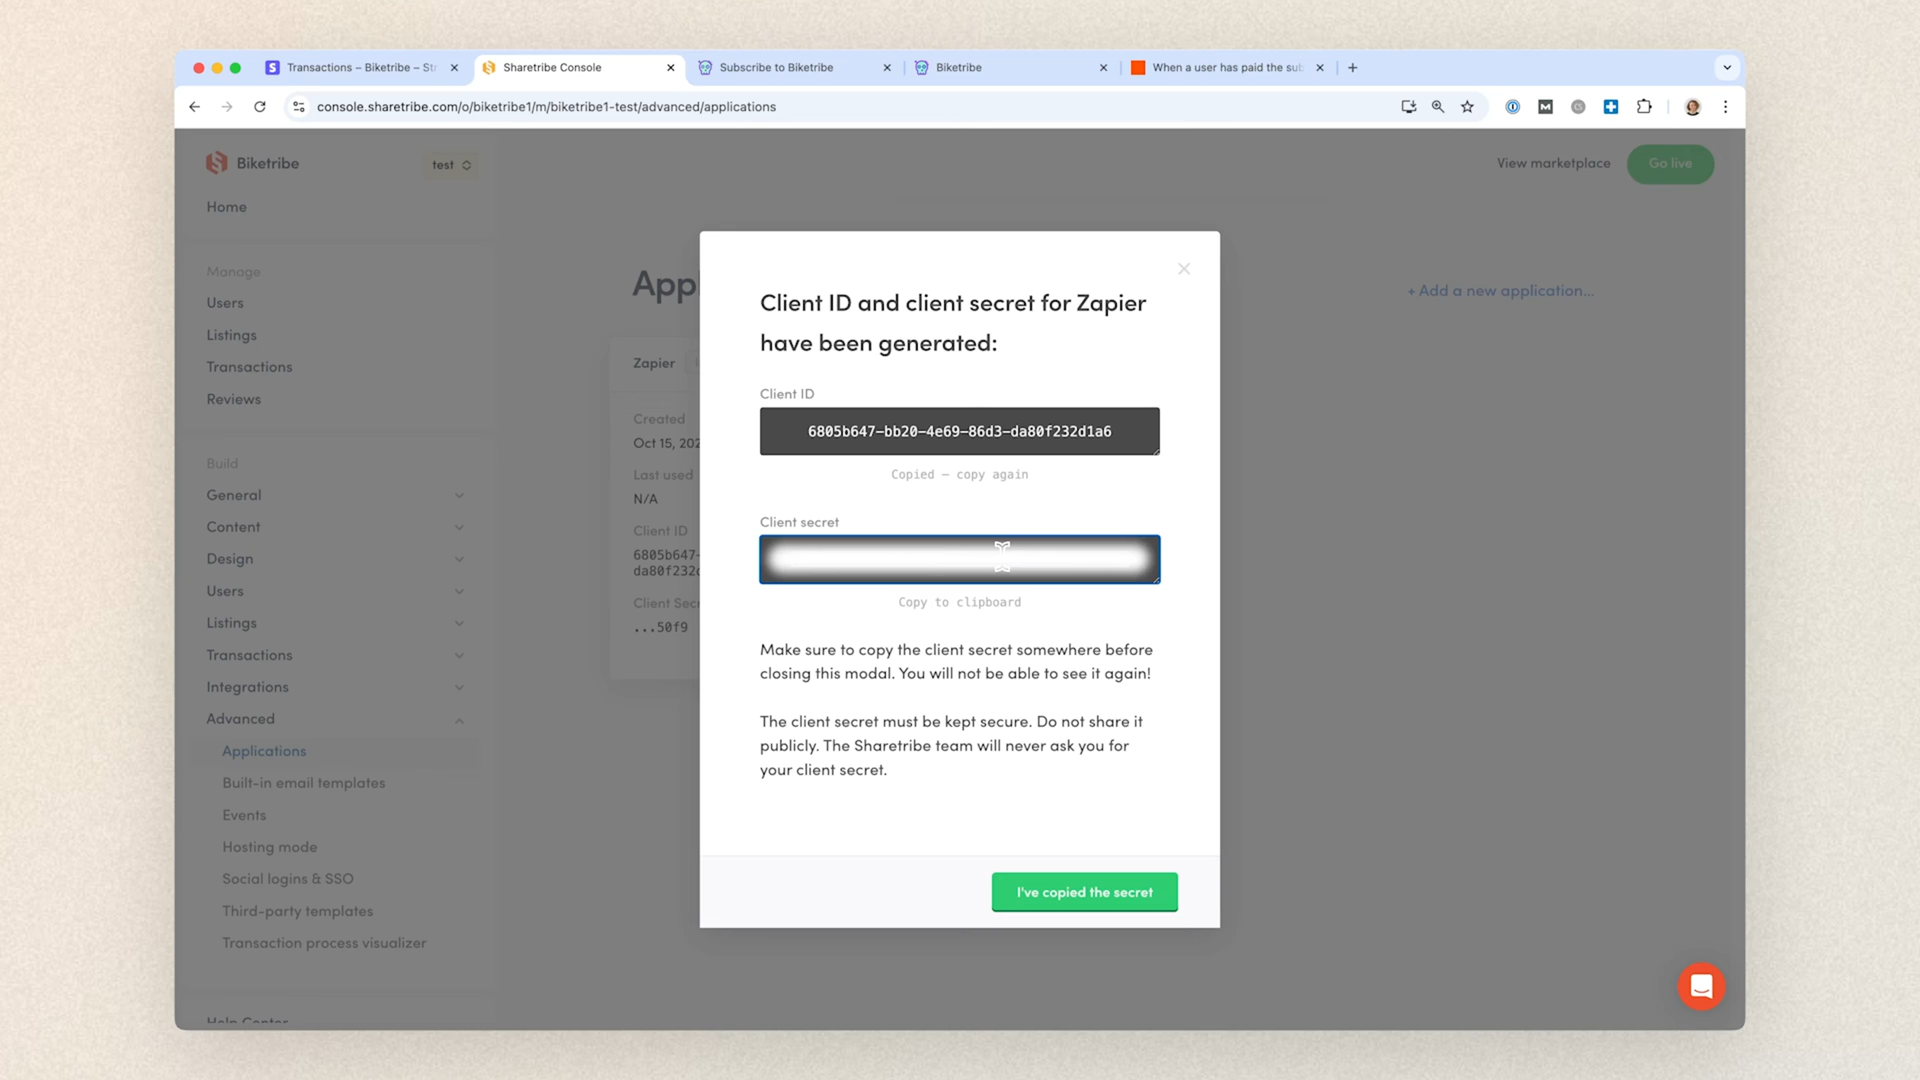 Transactions – Biketribe – Str
Sharetribe Console
Subscribe to Biketribe
Biketribe
When a user has paid the sub
console.sharetribe.com/o/biketribe1/m/biketribe1-test/advanced/applications
Biketribe
test
View marketplace
Go live
Home
Manage
Users
Listings
Transactions
Reviews
Build
General
Content
Design
Users
Listings
Transactions
Integrations
Advanced
Applications
Built-in email templates
Events
Hosting mode
Social logins & SSO
Third-party templates
Transaction process visualizer
Help Center
App
+ Add a new application...
Zapier
Created
Oct 15, 202
Last used
N/A
Client ID
6805b647-
da80f232d
Client Secr
...50f9
Client ID and client secret for Zapier
have been generated:
Client ID
6805b647-bb20-4e69-86d3-da80f232d1a6
Copied – copy again
Client secret
Copy to clipboard
Make sure to copy the client secret somewhere before
closing this modal. You will not be able to see it again!
The client secret must be kept secure. Do not share it
publicly. The Sharetribe team will never ask you for
your client secret.
I've copied the secret